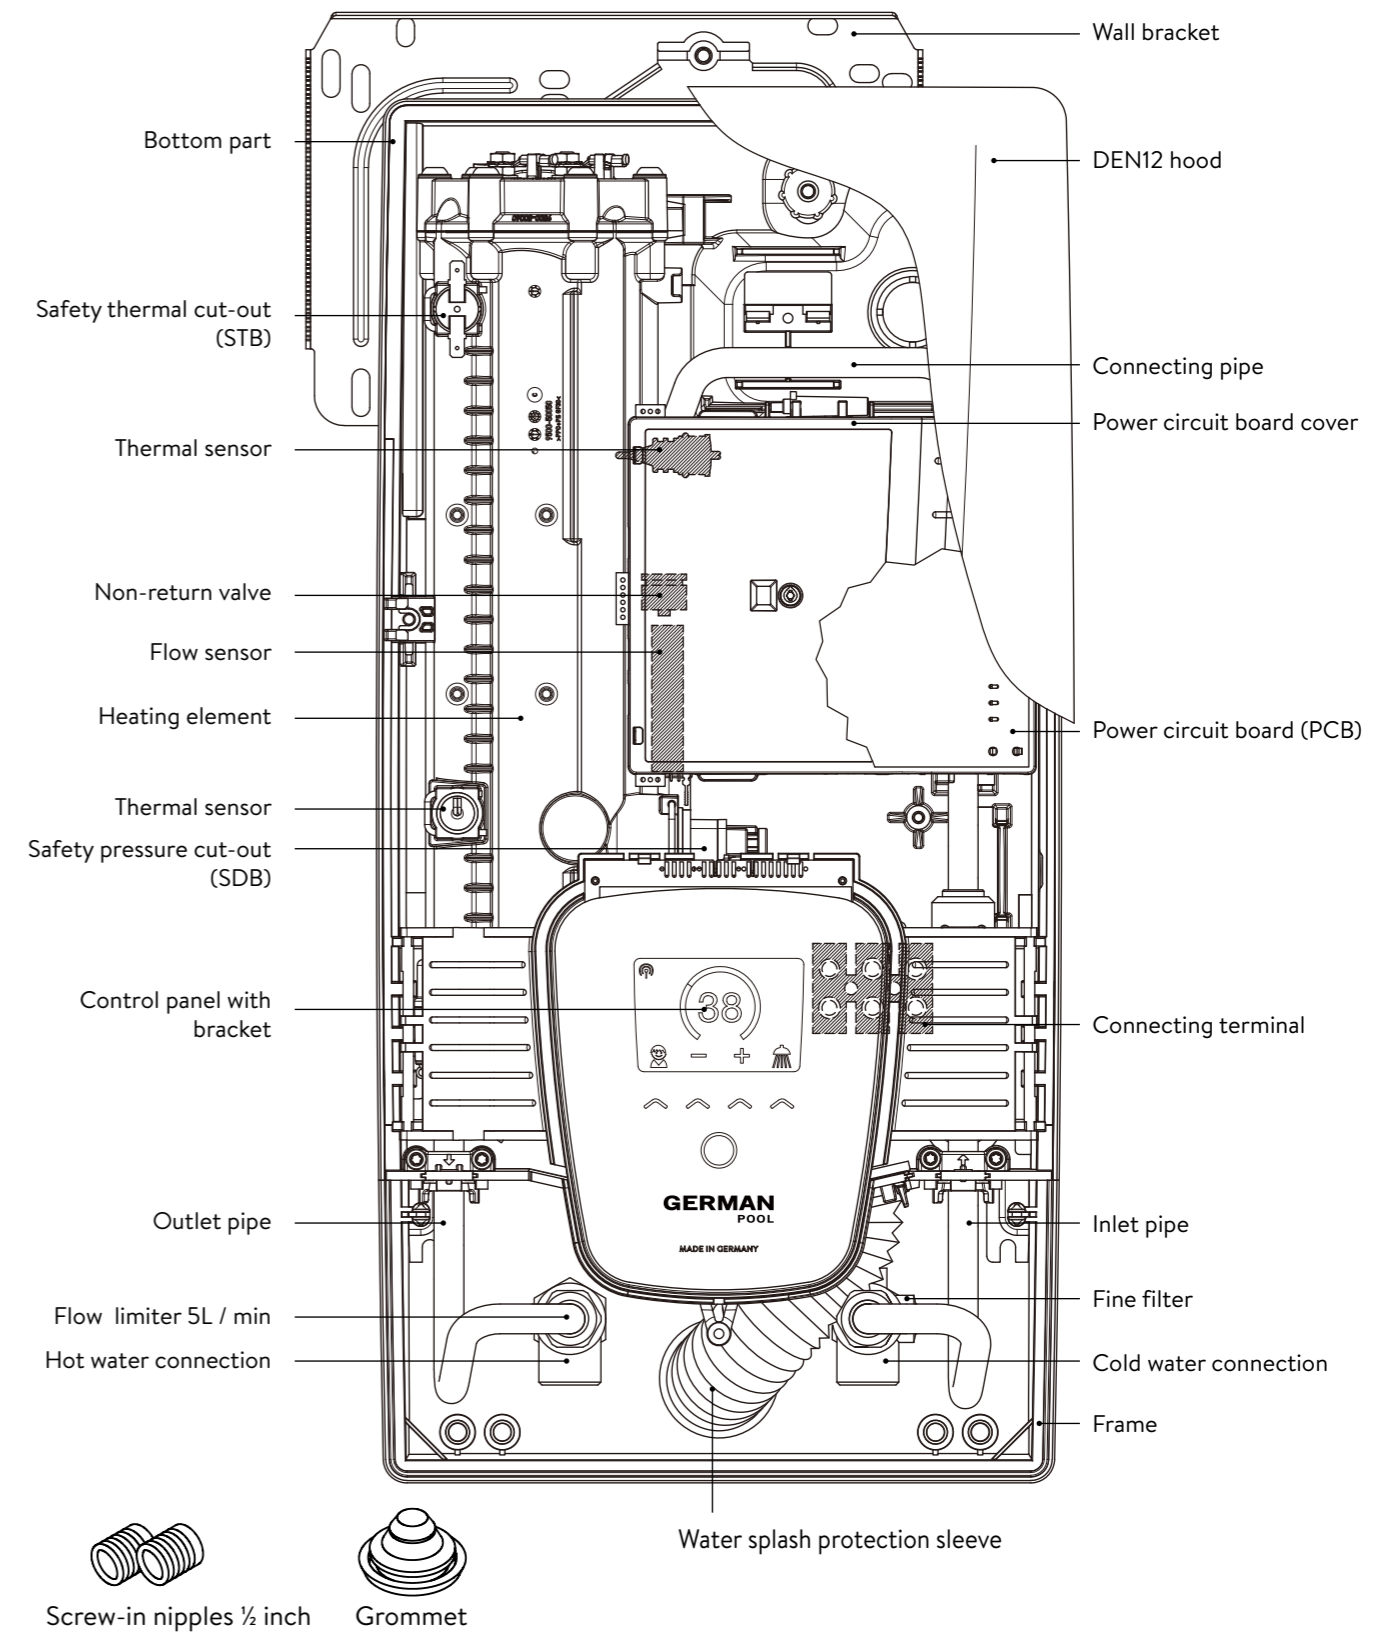 Wall bracket
Bottom part
DEN12 hood
Safety thermal cut-out
(STB)
Connecting pipe
Power circuit board cover
Thermal sensor
Non-return valve
Flow sensor
Heating element
Power circuit board (PCB)
Thermal sensor
Safety pressure cut-out
(SDB)
38
Control panel with
bracket
Connecting terminal
GERMAN
POOL
MADE IN GERMANY
Outlet pipe
Inlet pipe
Fine filter
Flow limiter 5L / min
Hot water connection
Cold water connection
Frame
Water splash protection sleeve
Screw-in nipples ½ inch
Grommet